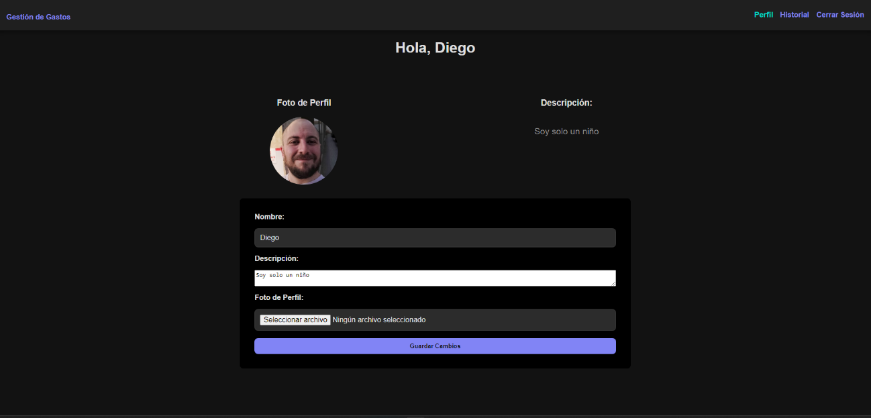 Gestión de Gastos
Perfil Historial Cerrar Sesión
Hola, Diego
Foto de Perfil
Descripción:
Soy solo un niño
Nombre:
Diego
Descripción:
Soy solo un niño
Foto de Perfil:
Seleccionar archivo Ningún archivo seleccionado
Guardar Cambios